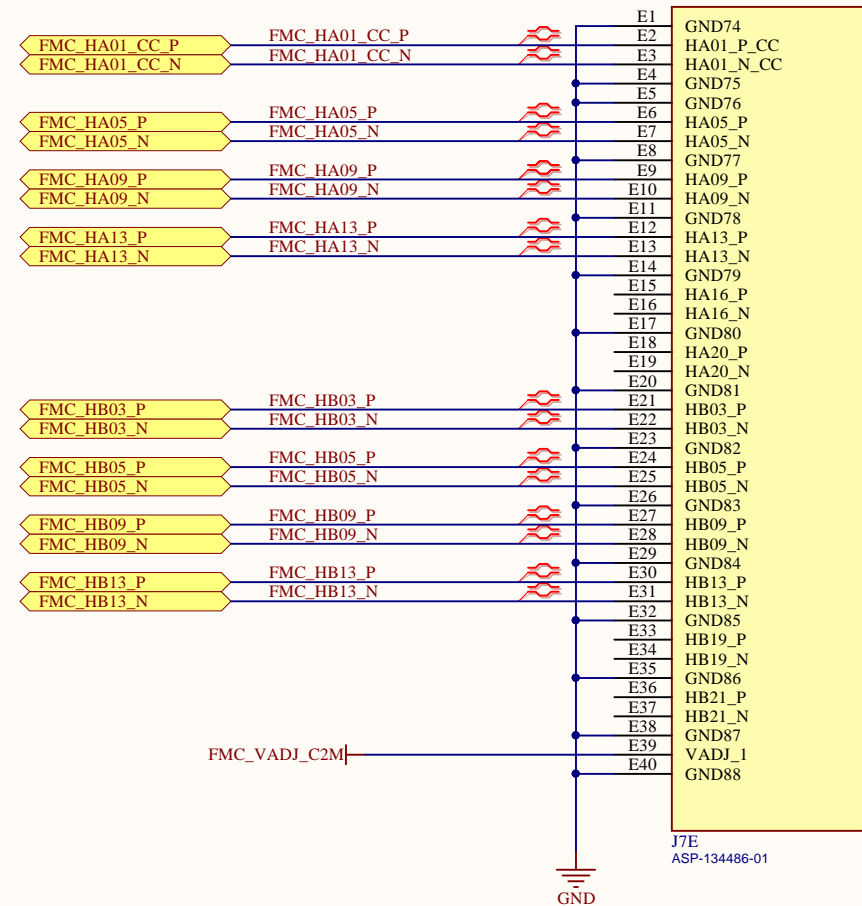 E1 GND74
FMC_HA01_CC_P FMC_HA01_CC_P E2 HA01_P_CC
FMC_HA01_CC_N FMC_HA01_CC_N E3 HA01_N_CC
E4 GND75
E5 GND76
FMC_HA05_P FMC_HA05_P E6 HA05_P
FMC_HA05_N FMC_HA05_N E7 HA05_N
E8 GND77
FMC_HA09_P FMC_HA09_P E9 HA09_P
FMC_HA09_N FMC_HA09_N E10 HA09_N
E11 GND78
FMC_HA13_P FMC_HA13_P E12 HA13_P
FMC_HA13_N FMC_HA13_N E13 HA13_N
E14 GND79
E15 HA16_P
E16 HA16_N
E17 GND80
E18 HA20_P
E19 HA20_N
E20 GND81
FMC_HB03_P FMC_HB03_P E21 HB03_P
FMC_HB03_N FMC_HB03_N E22 HB03_N
E23 GND82
FMC_HB05_P FMC_HB05_P E24 HB05_P
FMC_HB05_N FMC_HB05_N E25 HB05_N
E26 GND83
FMC_HB09_P FMC_HB09_P E27 HB09_P
FMC_HB09_N FMC_HB09_N E28 HB09_N
E29 GND84
FMC_HB13_P FMC_HB13_P E30 HB13_P
FMC_HB13_N FMC_HB13_N E31 HB13_N
E32 GND85
E33 HB19_P
E34 HB19_N
E35 GND86
E36 HB21_P
E37 HB21_N
E38 GND87
FMC_VADJ_C2M E39 VADJ_1
E40 GND88
J7E
ASP-134486-01
GND